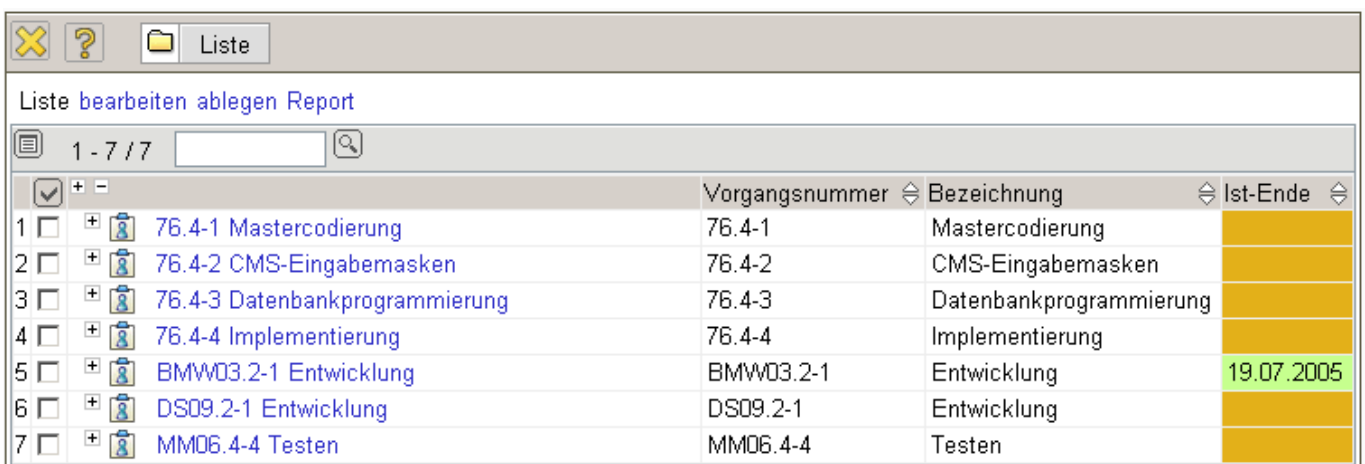 Liste
Liste bearbeiten ablegen Report
1 - 7 / 7
Vorgangsnummer Bezeichnung Ist-Ende
1 76.4-1 Mastercodierung 76.4-1 Mastercodierung
2 76.4-2 CMS-Eingabemasken 76.4-2 CMS-Eingabemasken
3 76.4-3 Datenbankprogrammierung 76.4-3 Datenbankprogrammierung
4 76.4-4 Implementierung 76.4-4 Implementierung
5 BMW03.2-1 Entwicklung BMW03.2-1 Entwicklung 19.07.2005
6 DS09.2-1 Entwicklung DS09.2-1 Entwicklung
7 MM06.4-4 Testen MM06.4-4 Testen